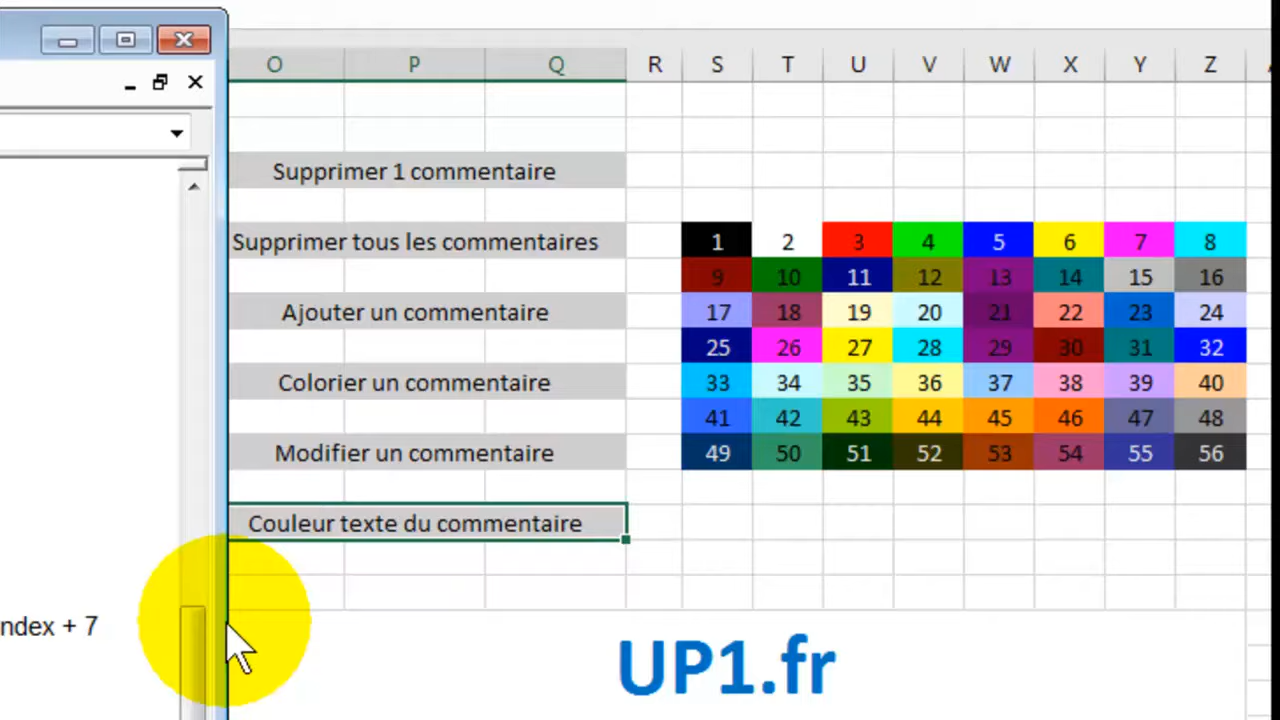 O P Q R S T U V W X Y Z
Supprimer 1 commentaire
Supprimer tous les commentaires
1 2 3 4 5 6 7 8
9 10 11 12 13 14 15 16
Ajouter un commentaire
17 18 19 20 21 22 23 24
25 26 27 28 29 30 31 32
Colorier un commentaire
33 34 35 36 37 38 39 40
41 42 43 44 45 46 47 48
Modifier un commentaire
49 50 51 52 53 54 55 56
Couleur texte du commentaire
ndex + 7
UP1.fr